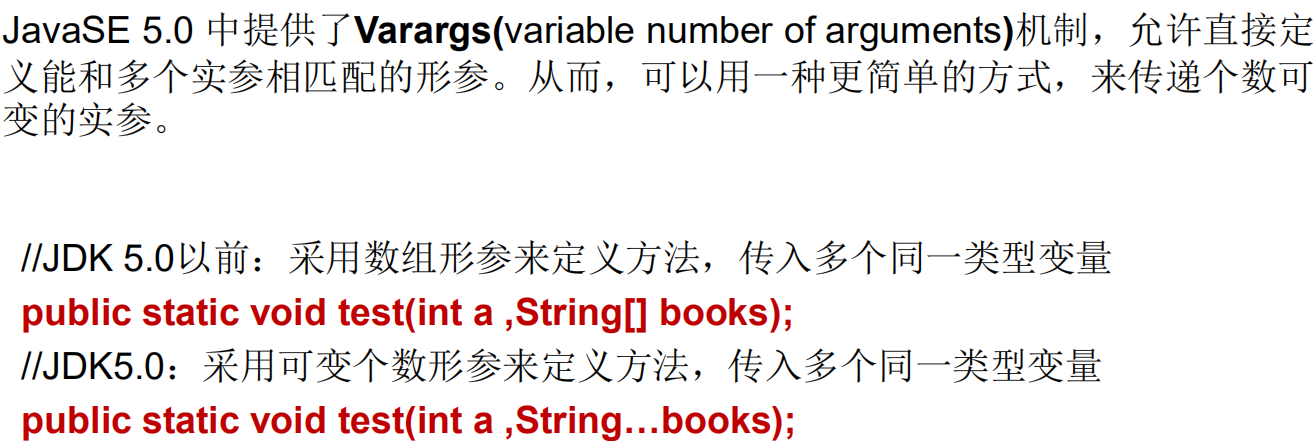 JavaSE 5.0 中提供了Varargs(variable number of arguments)机制，允许直接定
义能和多个实参相匹配的形参。从而，可以用一种更简单的方式，来传递个数可
变的实参。
//JDK 5.0以前：采用数组形参来定义方法，传入多个同一类型变量
public static void test(int a ,String[] books);
//JDK5.0：采用可变个数形参来定义方法，传入多个同一类型变量
public static void test(int a ,String…books);